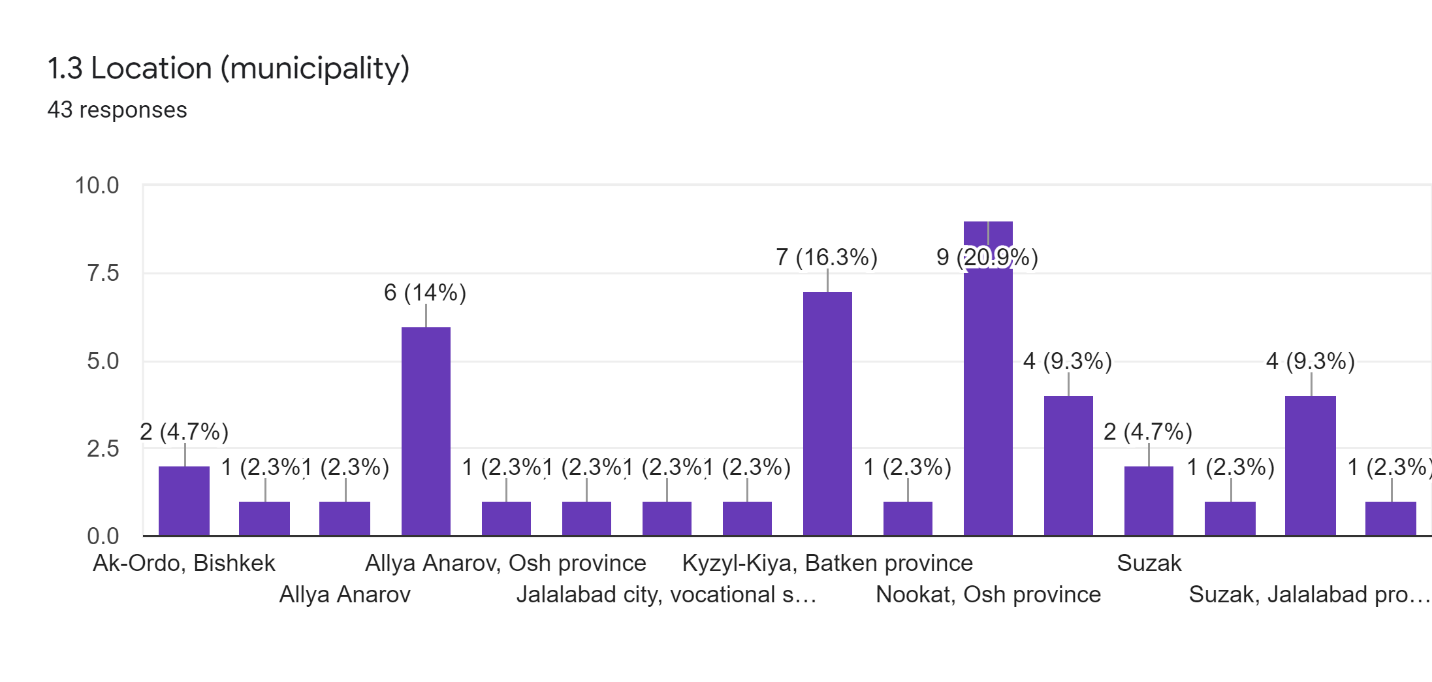 1.3 Location (municipality)
43 responses
10.0
7.5
5.0
2.5
0.0
2 (4.7%)
1 (2.3%)
1 (2.3%)
6 (14%)
1 (2.3%)
1 (2.3%)
1 (2.3%)
1 (2.3%)
7 (16.3%)
1 (2.3%)
9 (20.9%)
4 (9.3%)
2 (4.7%)
1 (2.3%)
4 (9.3%)
1 (2.3%)
Ak-Ordo, Bishkek
Allya Anarov
Allya Anarov, Osh province
Jalalabad city, vocational s…
Kyzyl-Kiya, Batken province
Nookat, Osh province
Suzak
Suzak, Jalalabad pro…